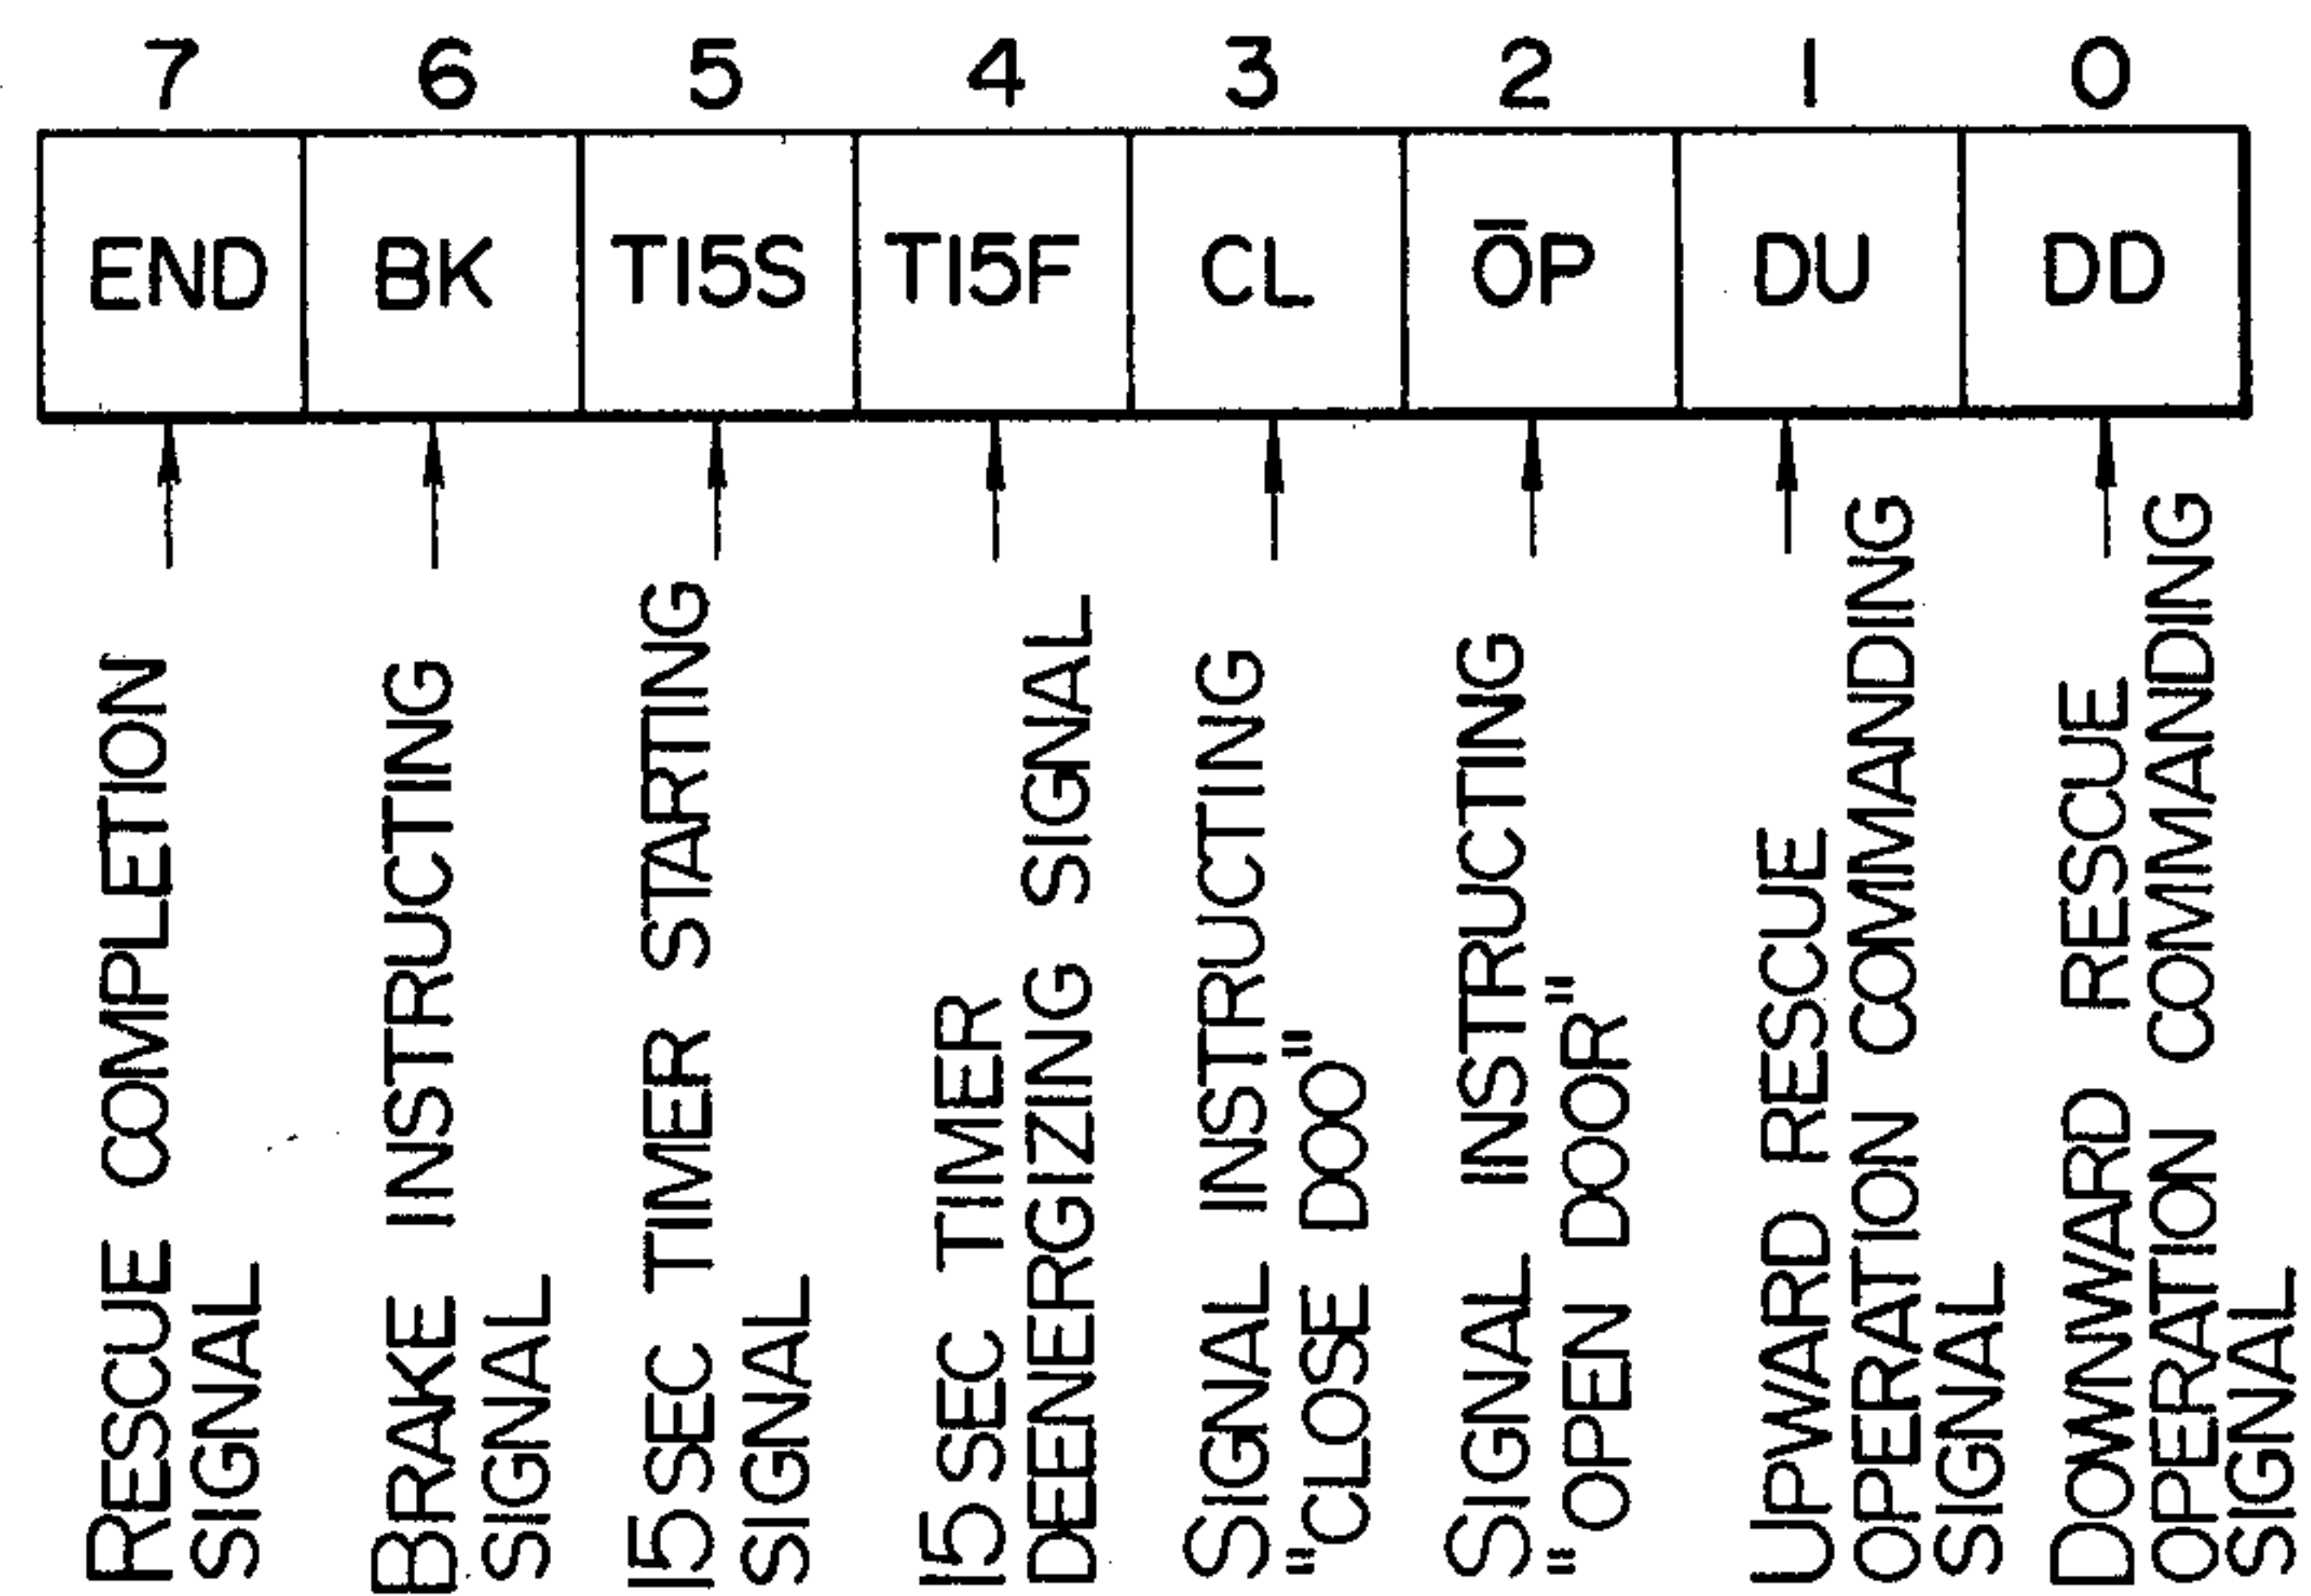 7 6 5 4 3 2 1 0
END BK T15S T15F CL ŌP DU DD
RESCUE COMPLETION
SIGNAL
BRAKE INSTRUCTING
SIGNAL
15SEC TIMER STARTING
SIGNAL
15SEC TIMER
DEENERGIZING SIGNAL
SIGNAL INSTRUCTING
"CLOSE DOO"
SIGNAL INSTRUCTING
"OPEN DOOR"
UPWARD RESCUE
OPERATION COMMANDING
SIGNAL
DOWNWARD RESCUE
OPERATION COMMANDING
SIGNAL